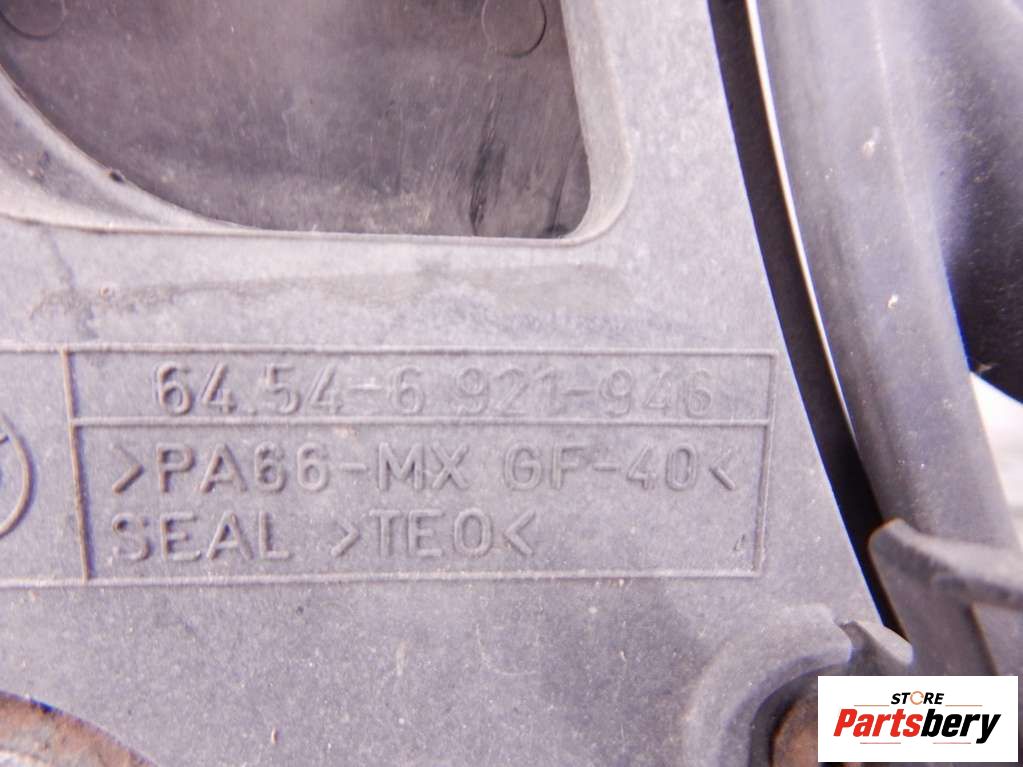 64.54-6 921-946
>PA66-MX GF-40<
SEAL >TEO<
STORE
Partsbery